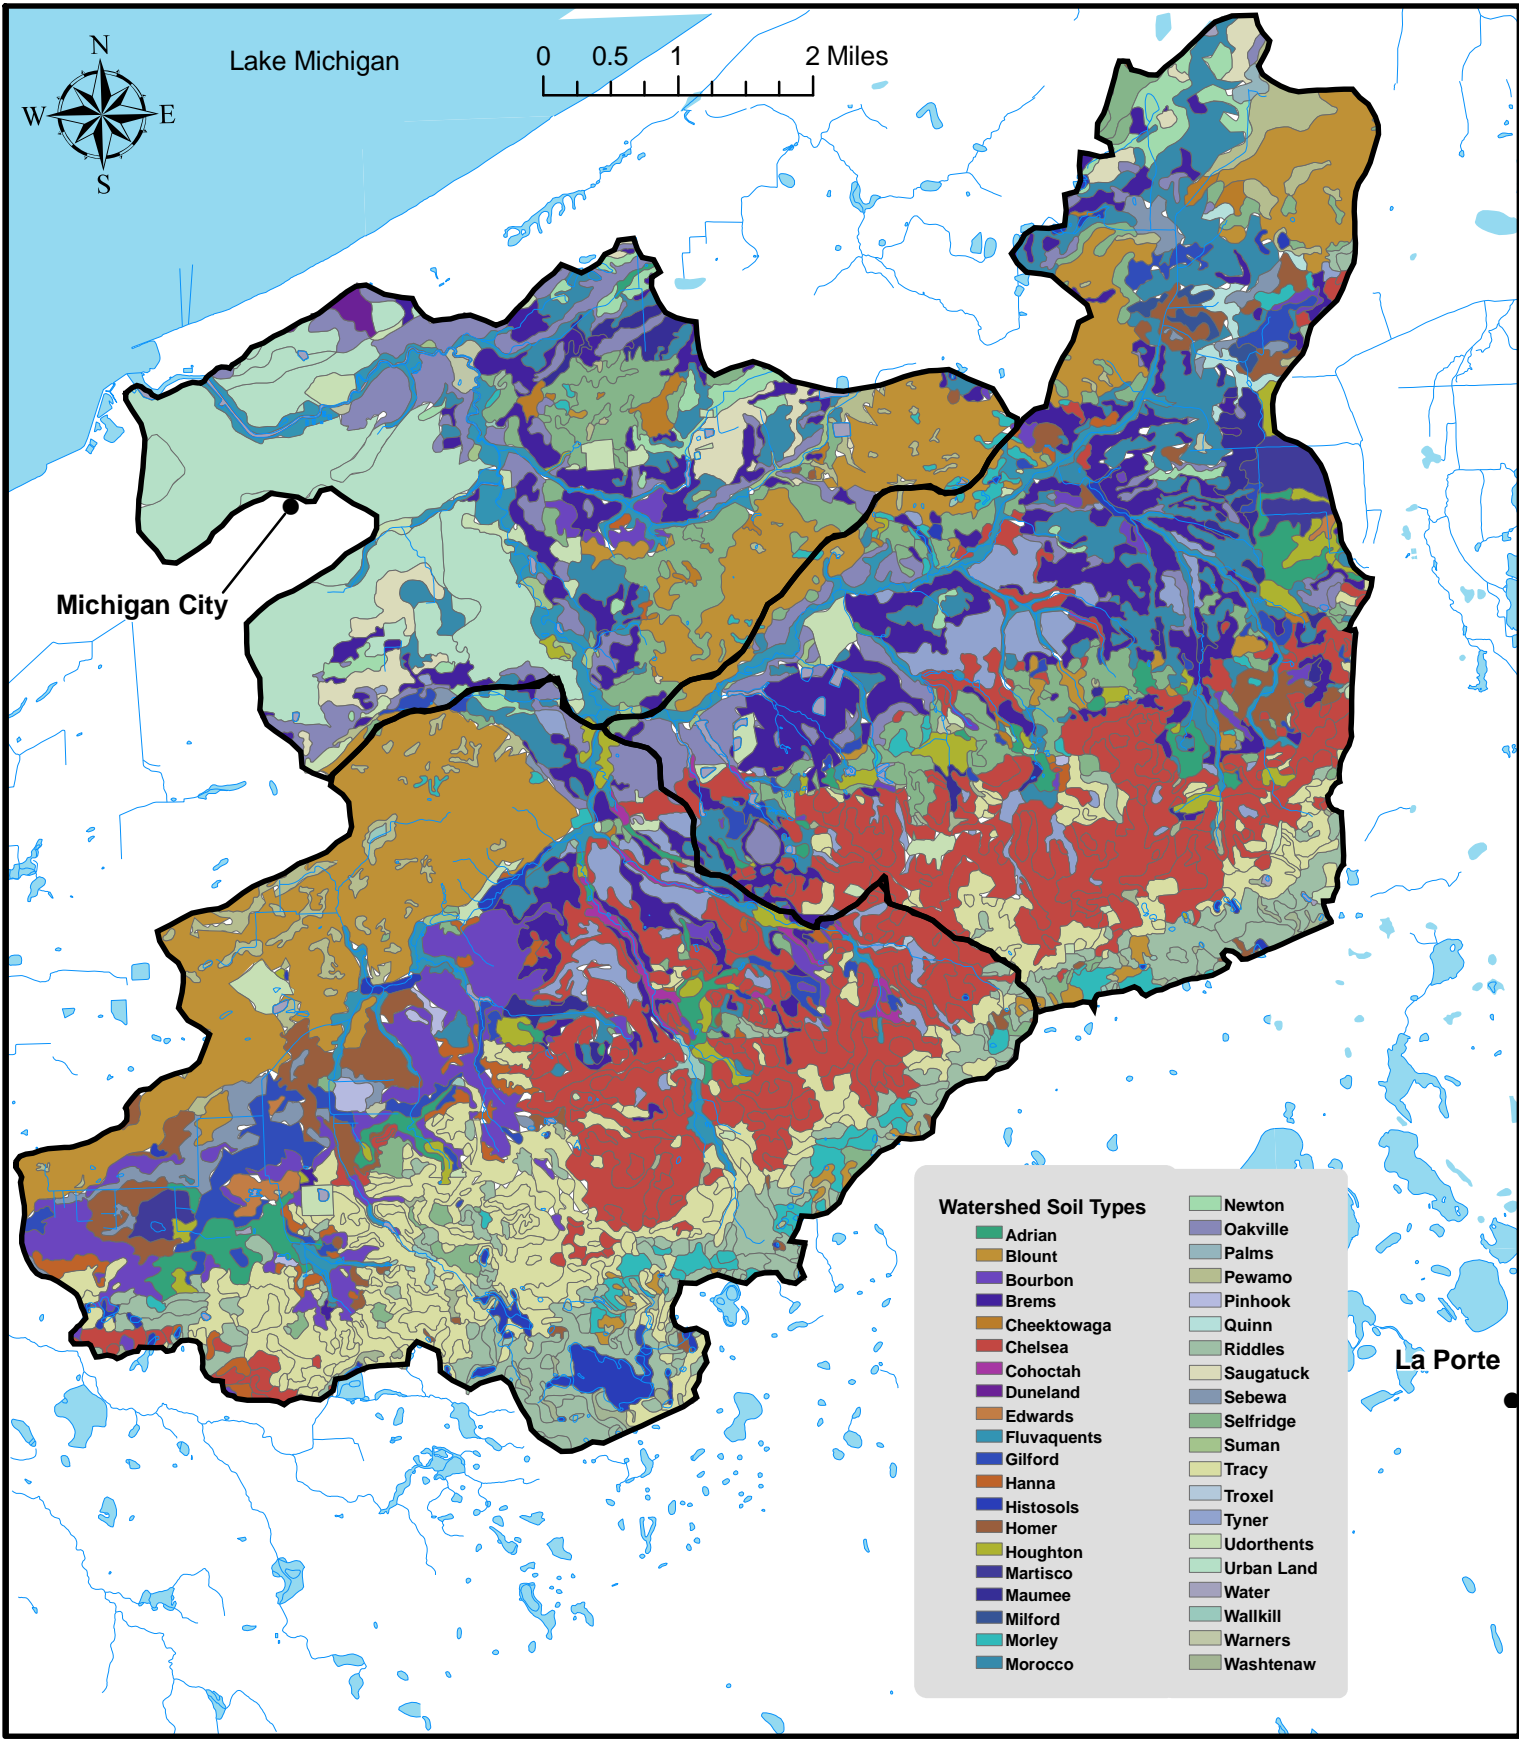 N
W E
S
Lake Michigan
0 0.5 1 2 Miles
Michigan City
La Porte
Watershed Soil Types
Adrian
Blount
Bourbon
Brems
Cheektowaga
Chelsea
Cohoctah
Duneland
Edwards
Fluvaquents
Gilford
Hanna
Histosols
Homer
Houghton
Martisco
Maumee
Milford
Morley
Morocco
Newton
Oakville
Palms
Pewamo
Pinhook
Quinn
Riddles
Saugatuck
Sebewa
Selfridge
Suman
Tracy
Troxel
Tyner
Udorthents
Urban Land
Water
Wallkill
Warners
Washtenaw